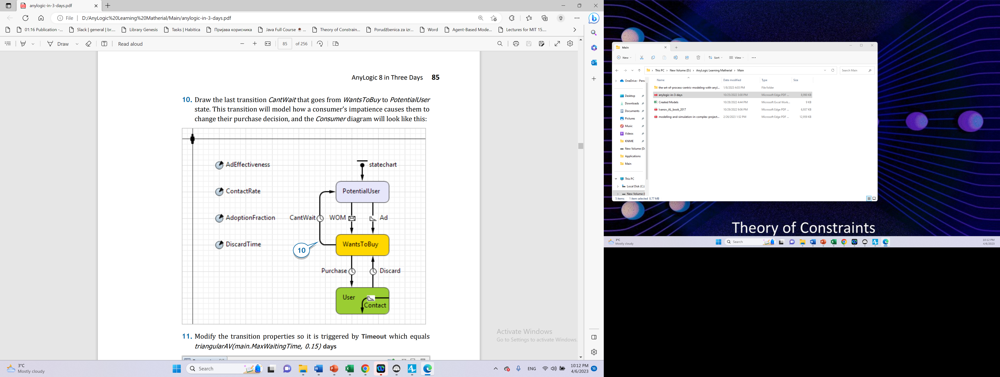 anylogic-in-3-days.pdf
File
D:/AnyLogic%20Learning%20Matherial/Main/anylogic-in-3-days.pdf
01:16 Publication -...
Slack | general | br....
Library Genesis
Tasks | Habitica
Пријава корисника
Java Full Course ...
Theory of Constrain...
Porudžbenica za izr...
Word
Agent-Based Mode...
Lectures for MIT 15....
Draw
Read aloud
85
of 256
AnyLogic 8 in Three Days 85
10. Draw the last transition CantWait that goes from WantsToBuy to PotentialUser
state. This transition will model how a consumer's impatience causes them to
change their purchase decision, and the Consumer diagram will look like this:
AdEffectiveness
statechart
ContactRate
PotentialUser
AdoptionFraction
CantWait
WOM
Ad
DiscardTime
10
WantsToBuy
Purchase
Discard
User
Contact
11. Modify the transition properties so it is triggered by Timeout which equals
triangularAV(main.MaxWaitingTime, 0.15) days
Activate Windows
Go to Settings to activate Windows.
3°C
Mostly cloudy
Search
ENG
10:12 PM
4/6/2023
16
Main
New
Sort
View
This PC
New Volume (D:)
AnyLogic Learning Matherial
Main
Search Main
Name
Date modified
Type
Size
OneDrive - Pers
the-art-of-process-centric-modeling-with-anyl...
1/8/2023 4:03 PM
File folder
anylogic-in-3-days
10/25/2022 3:00 PM
Microsoft Edge PDF ...
8,990 KB
Created Models
10/28/2022 4:44 PM
Microsoft Excel Work...
9 KB
Ivanov_AL_book_2017
10/29/2022 9:06 PM
Microsoft Edge PDF ...
6,937 KB
modelling-and-simulation-in-complex-project...
2/26/2023 1:52 PM
Microsoft Edge PDF ...
12,959 KB
Desktop
Downloads
Documents
Pictures
Music
Videos
KNIME
New Volume (D:
Applications
Main
This PC
Local Disk (C:)
New Volume (
5 items
1 item selected 8.77 MB
Theory of Constraints
3°C
Mostly cloudy
Search
10:12 PM
4/6/2023